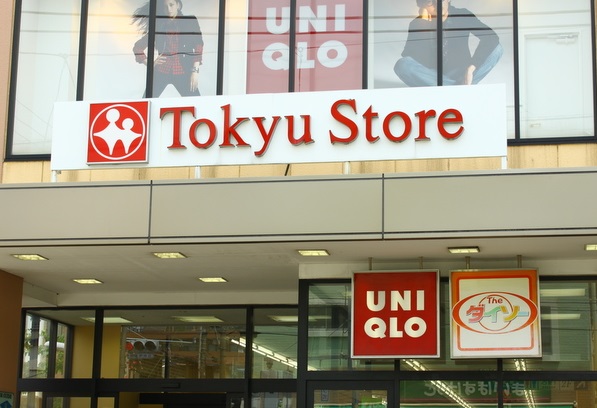 UNI
QLO
Tokyu Store
UNI
QLO
The
ダイソー